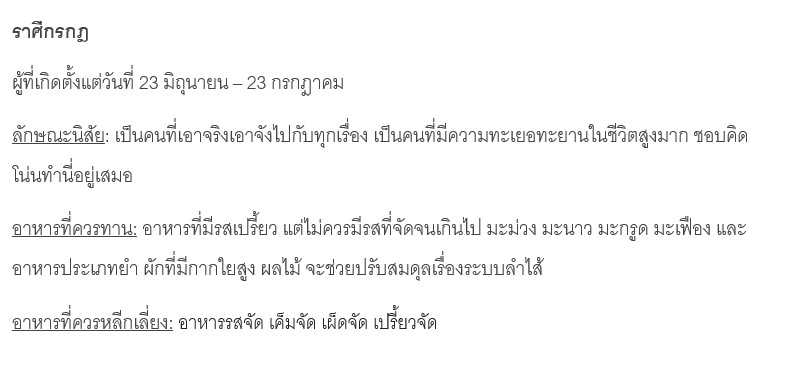 ราศีกรกฎ
ผู้ที่เกิดตั้งแต่วันที่ 23 มิถุนายน – 23 กรกฎาคม
ลักษณะนิสัย: เป็นคนที่เอาจริงเอาจังไปกับทุกเรื่อง เป็นคนที่มีความทะเยอทะยานในชีวิตสูงมาก ชอบคิด
โน่นทำนี่อยู่เสมอ
อาหารที่ควรทาน: อาหารที่มีรสเปรี้ยว แต่ไม่ควรมีรสที่จัดจนเกินไป มะม่วง มะนาว มะกรูด มะเฟือง และ
อาหารประเภทยำ ผักที่มีกากใยสูง ผลไม้ จะช่วยปรับสมดุลเรื่องระบบลำไส้
อาหารที่ควรหลีกเลี่ยง: อาหารรสจัด เค็มจัด เผ็ดจัด เปรี้ยวจัด